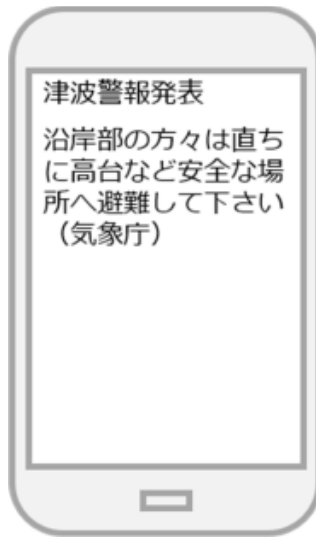 津波警報発表
沿岸部の方々は直ち
に高台など安全な場
所へ避難して下さい
（気象庁）